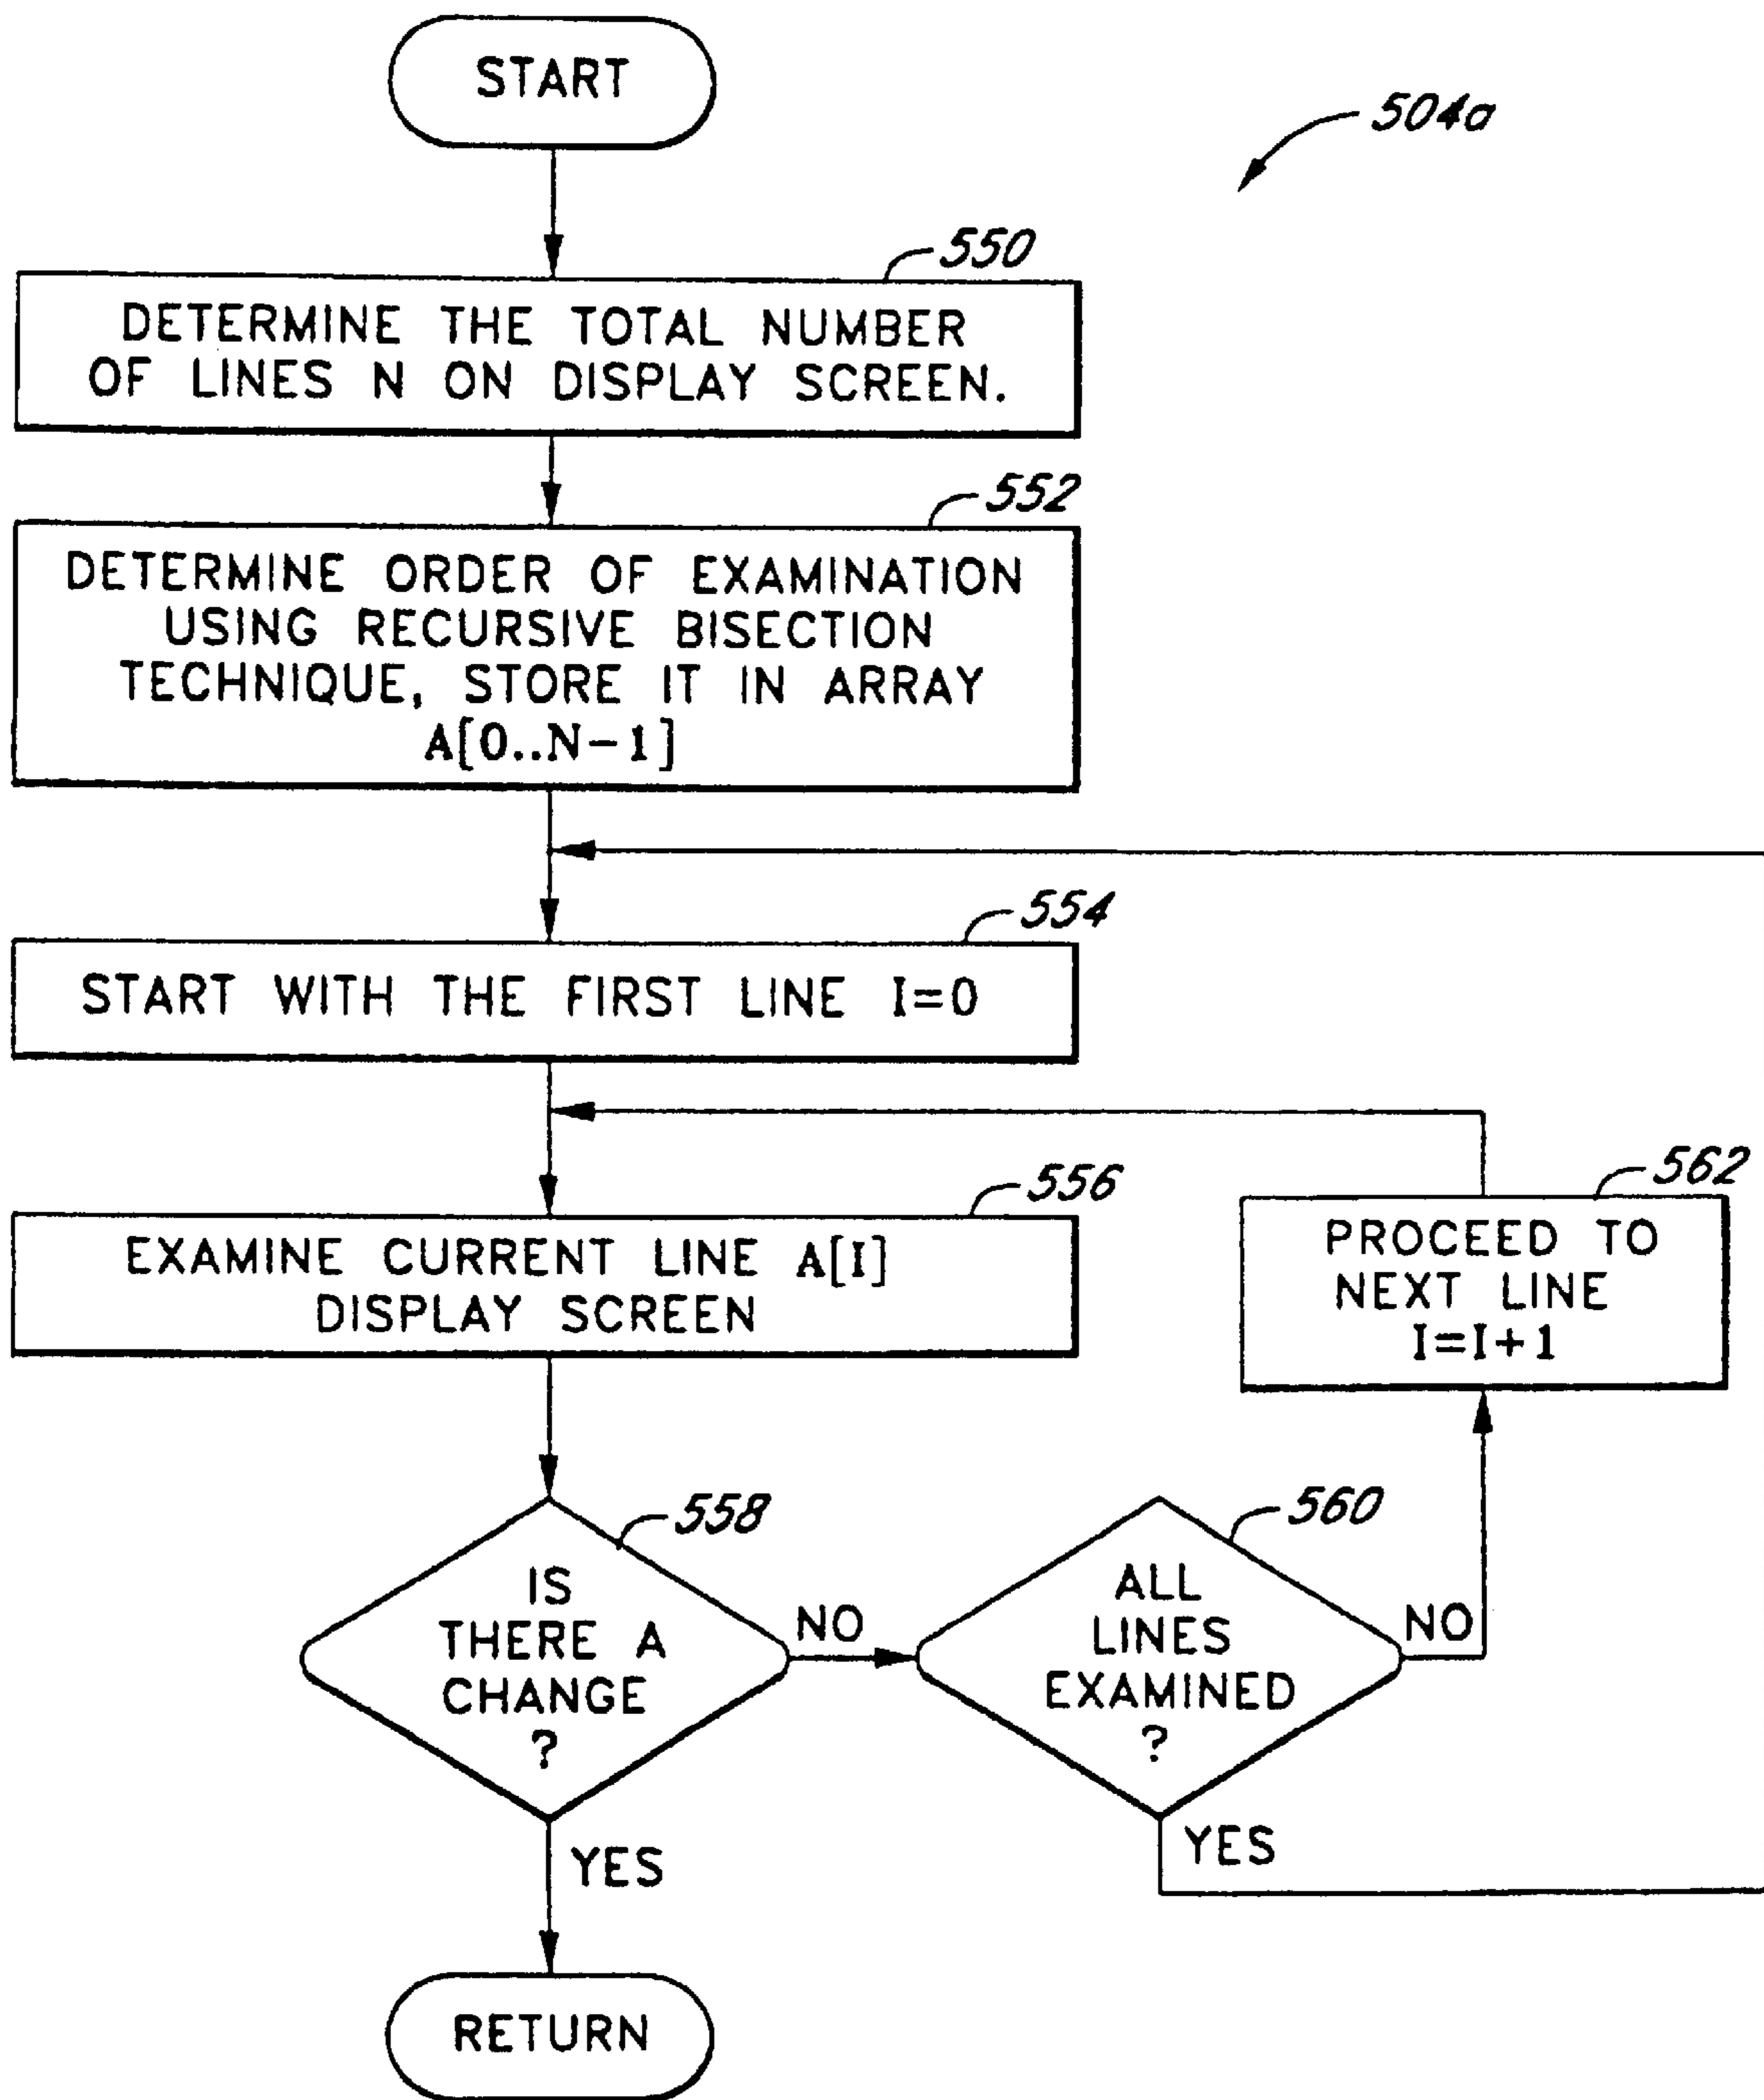 START
504a
550
DETERMINE THE TOTAL NUMBER
OF LINES N ON DISPLAY SCREEN.
552
DETERMINE ORDER OF EXAMINATION
USING RECURSIVE BISECTION
TECHNIQUE, STORE IT IN ARRAY
A[0..N-1]
554
START WITH THE FIRST LINE I=0
556
EXAMINE CURRENT LINE A[I]
DISPLAY SCREEN
562
PROCEED TO
NEXT LINE
I=I+1
558
IS
THERE A
CHANGE
?
NO
560
ALL
LINES
EXAMINED
?
NO
YES
YES
RETURN